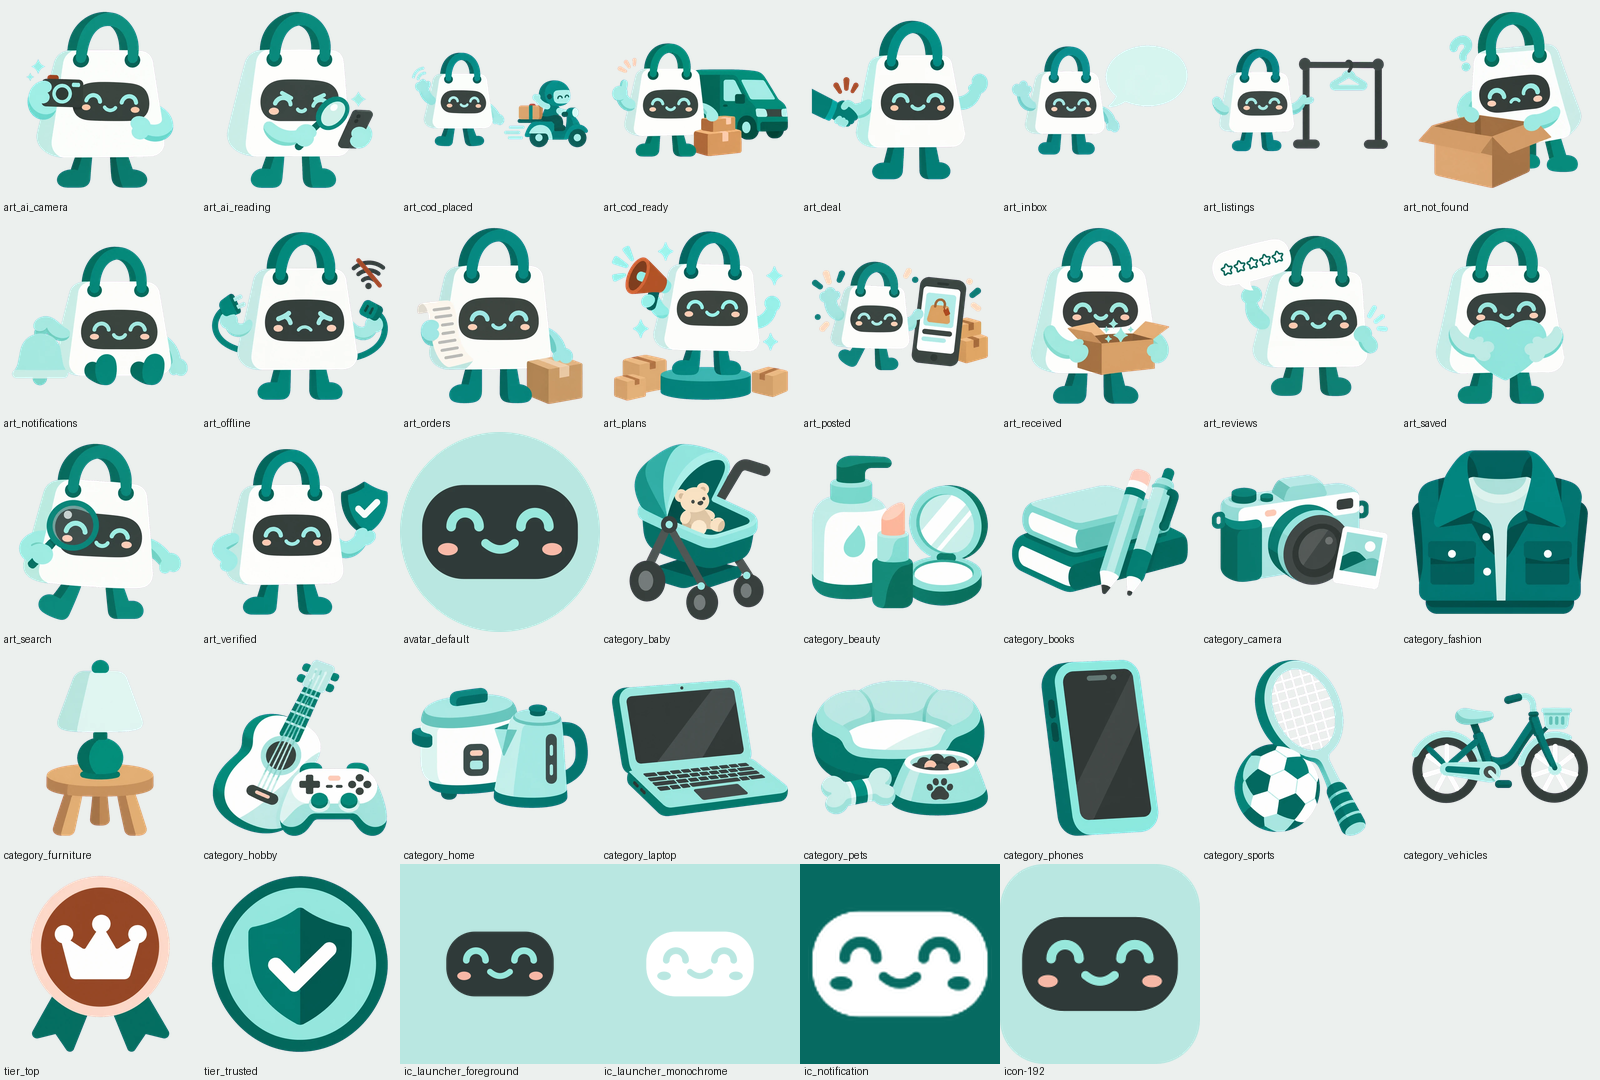 art_ai_camera
art_ai_reading
art_cod_placed
art_cod_ready
art_deal
art_inbox
art_listings
art_not_found
art_notifications
art_offline
art_orders
art_plans
art_posted
art_received
art_reviews
art_saved
art_search
art_verified
avatar_default
category_baby
category_beauty
category_books
category_camera
category_fashion
category_furniture
category_hobby
category_home
category_laptop
category_pets
category_phones
category_sports
category_vehicles
tier_top
tier_trusted
ic_launcher_foreground
ic_launcher_monochrome
ic_notification
icon-192